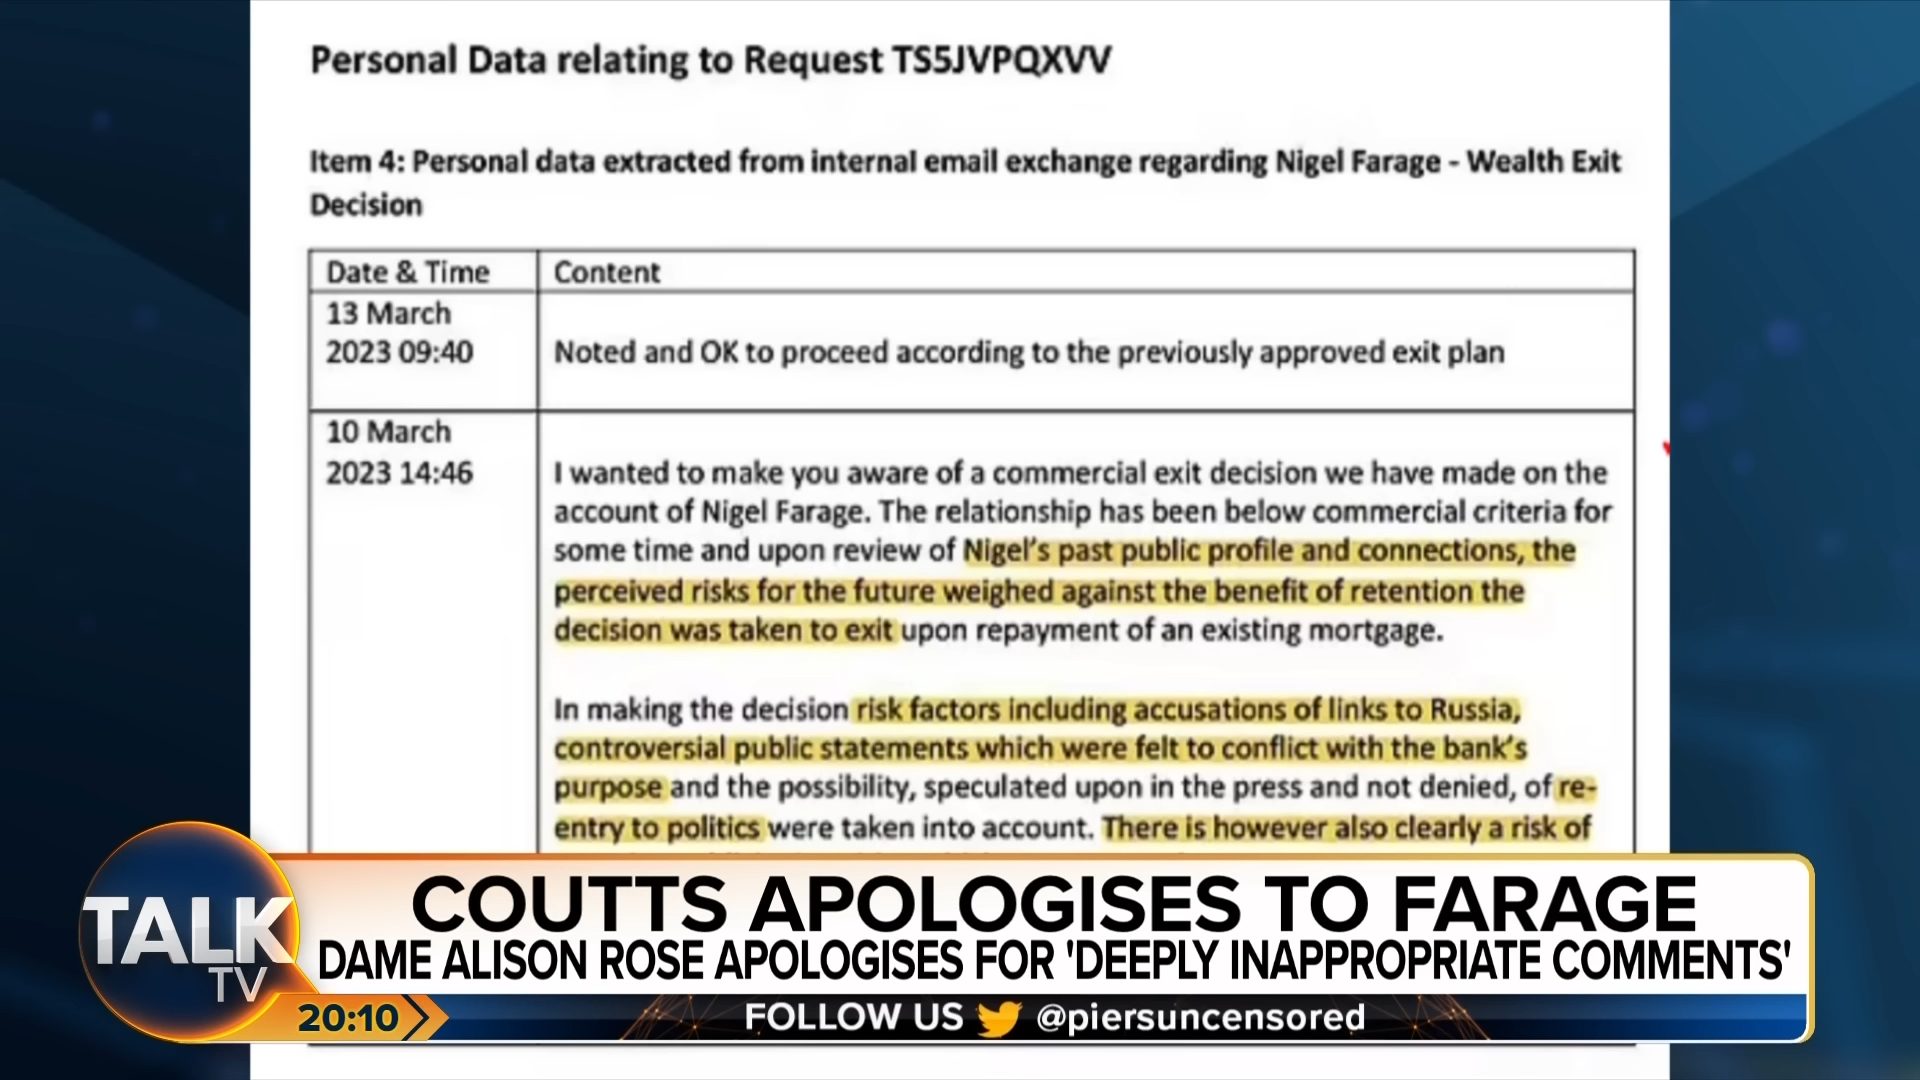 Personal Data relating to Request TS5JVPQXVV
Item 4: Personal data extracted from internal email exchange regarding Nigel Farage - Wealth Exit
Decision
Date & Time
Content
13 March
2023 09:40
Noted and OK to proceed according to the previously approved exit plan
10 March
2023 14:46
I wanted to make you aware of a commercial exit decision we have made on the
account of Nigel Farage. The relationship has been below commercial criteria for
some time and upon review of Nigel's past public profile and connections, the
perceived risks for the future weighed against the benefit of retention the
decision was taken to exit upon repayment of an existing mortgage.
In making the decision risk factors including accusations of links to Russia,
controversial public statements which were felt to conflict with the bank's
purpose and the possibility, speculated upon in the press and not denied, of re-
entry to politics were taken into account. There is however also clearly a risk of
COUTTS APOLOGISES TO FARAGE
DAME ALISON ROSE APOLOGISES FOR 'DEEPLY INAPPROPRIATE COMMENTS'
TALK
TV
20:10
FOLLOW US @piersuncensored